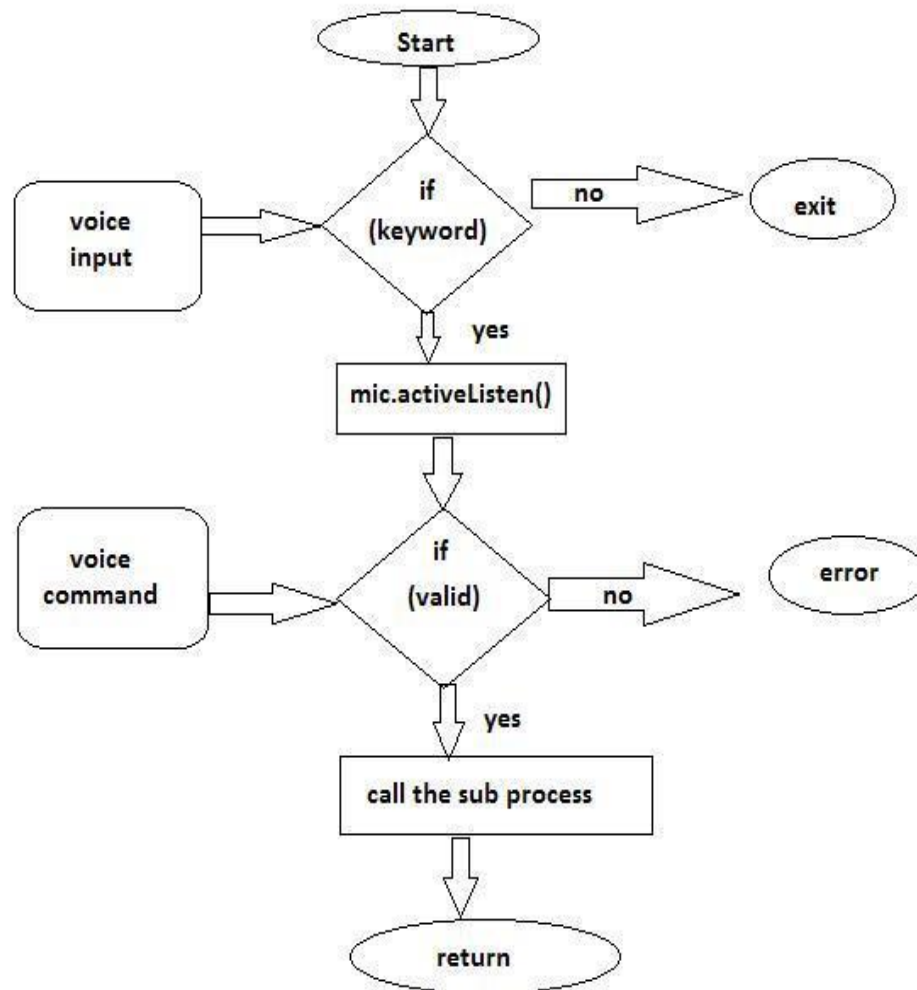 Start
if
(keyword)
no
exit
voice
input
yes
mic.activeListen()
voice
command
if
(valid)
no
error
yes
call the sub process
return